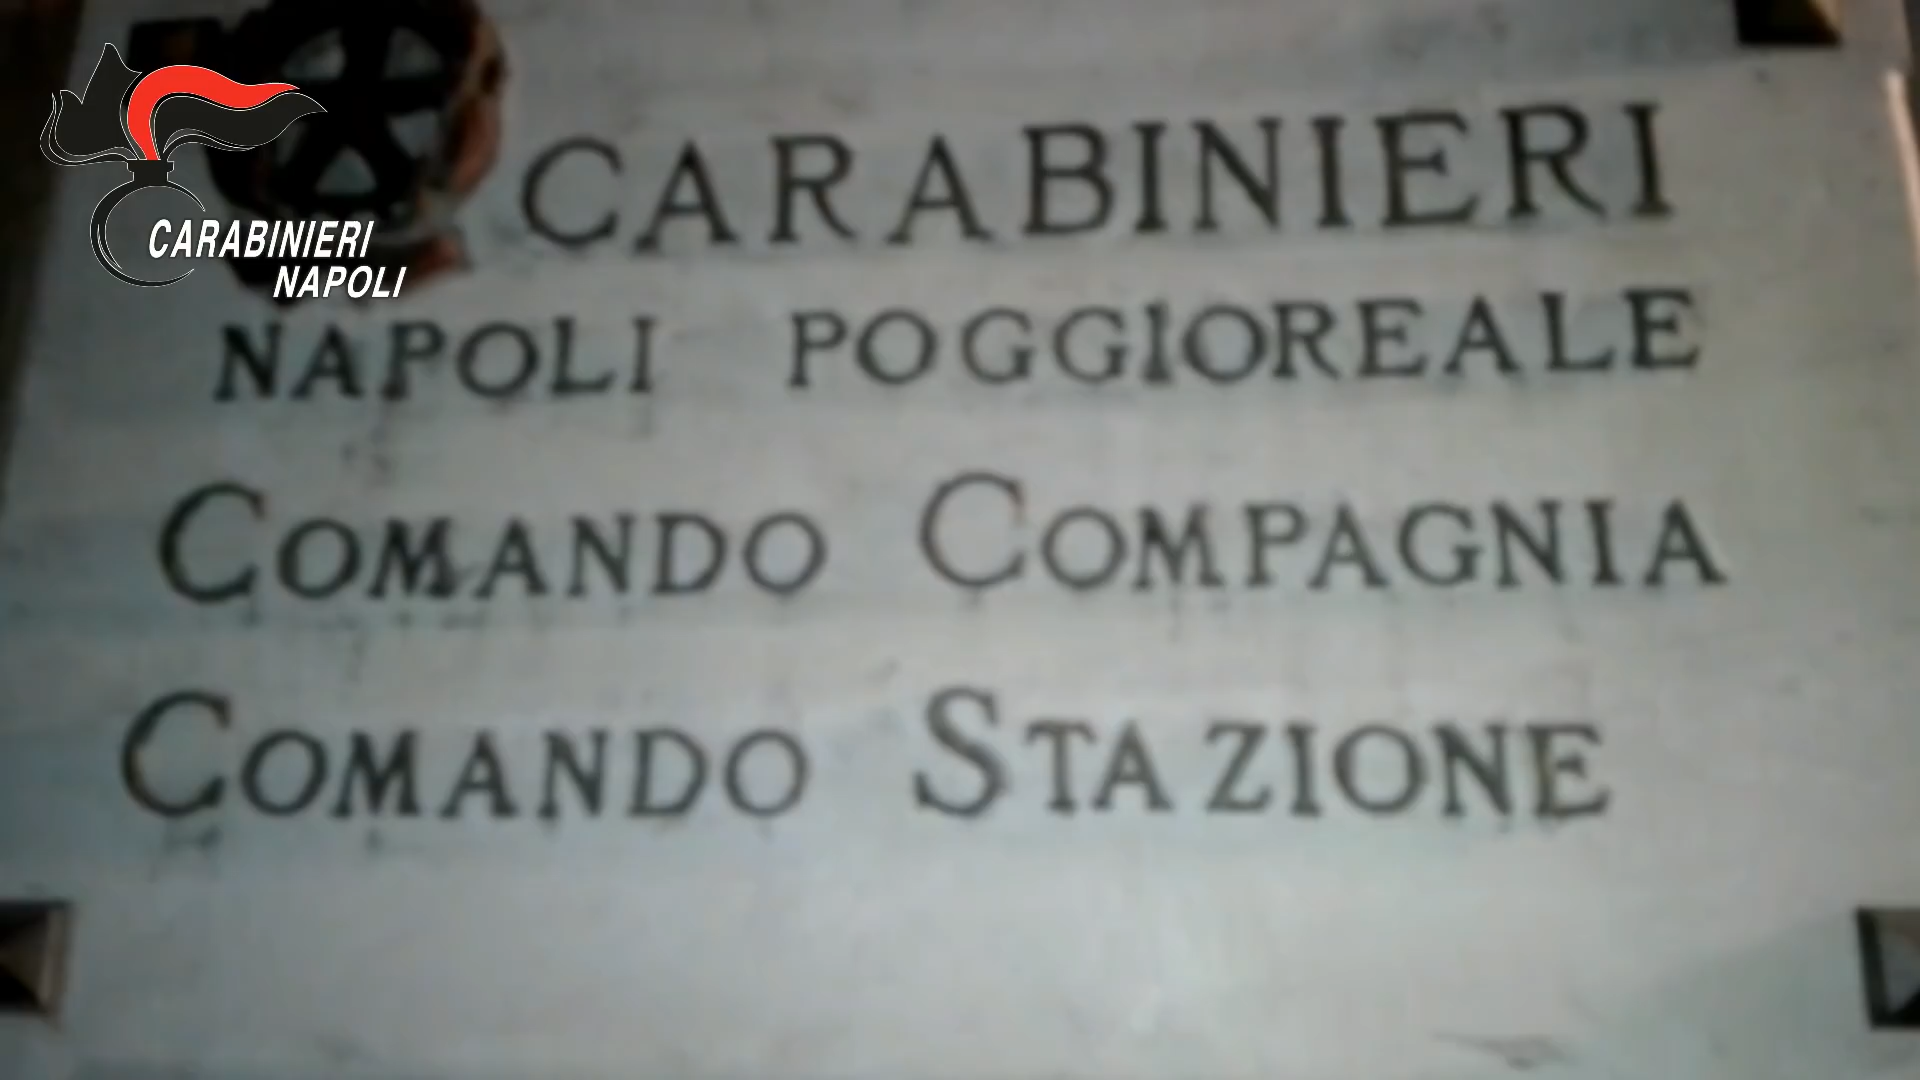 CARABINIERI
NAPOLI
CARABINIERI
NAPOLI POGGIOREALE
COMANDO COMPAGNIA
COMANDO STAZIONE